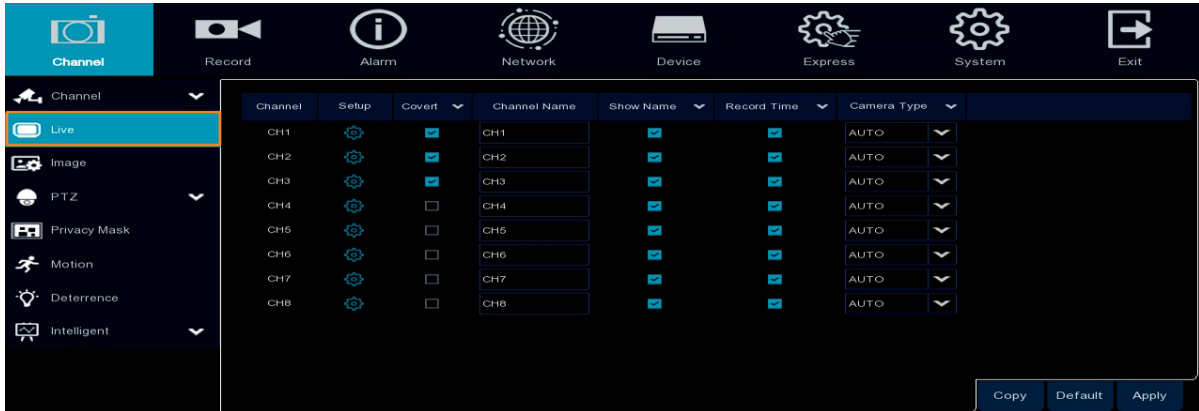 Channel Record Alarm Network Device Express System Exit
Channel
Live
Image
PTZ
Privacy Mask
Motion
Deterrence
Intelligent
Channel Setup Covert Channel Name Show Name Record Time Camera Type
CH1 CH1 AUTO
CH2 CH2 AUTO
CH3 CH3 AUTO
CH4 CH4 AUTO
CH5 CH5 AUTO
CH6 CH6 AUTO
CH7 CH7 AUTO
CH8 CH8 AUTO
Copy Default Apply